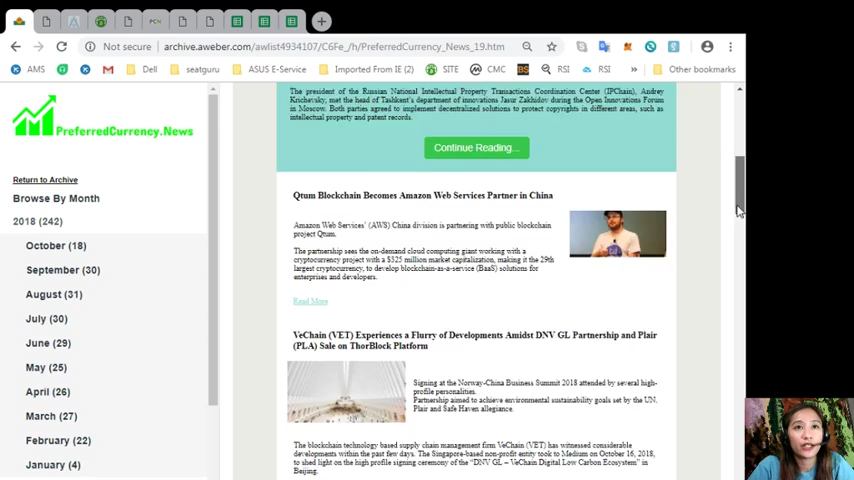 Not secure
archive.aweber.com/awlist4934107/C6Fe_/h/PreferredCurrency_News_19.htm
AMS
Dell
seatguru
ASUS E-Service
Imported From IE (2)
SITE
CMC
RSI
RSI
Other bookmarks
PreferredCurrency.News
Return to Archive
Browse By Month
2018 (242)
October (18)
September (30)
August (31)
July (30)
June (29)
May (25)
April (26)
March (27)
February (22)
January (4)
The president of the Russian National Intellectual Property Transactions Coordination Center (IPChain), Andrey
Krichevsky, met the head of Tashkent's department of innovations Jasur Zakhidov during the Open Innovations Forum
in Moscow. Both parties agreed to implement decentralized solutions to protect copyrights in different areas, such as
intellectual property and patent records.
Continue Reading...
Qtum Blockchain Becomes Amazon Web Services Partner in China
Amazon Web Services' (AWS) China division is partnering with public blockchain
project Qtum.
The partnership sees the on-demand cloud computing giant working with a
cryptocurrency project with a $325 million market capitalization, making it the 29th
largest cryptocurrency, to develop blockchain-as-a-service (BaaS) solutions for
enterprises and developers.
Read More
VeChain (VET) Experiences a Flurry of Developments Amidst DNV GL Partnership and Plair
(PLA) Sale on ThorBlock Platform
Signing at the Norway-China Business Summit 2018 attended by several high-
profile personalities.
Partnership aimed to achieve environmental sustainability goals set by the UN.
Plair and Safe Haven allegiance.
The blockchain technology based supply chain management firm VeChain (VET) has witnessed considerable
developments within the past few days. The Singapore-based non-profit entity took to Medium on October 16, 2018,
to shed light on the high profile signing ceremony of the "DNV GL – VeChain Digital Low Carbon Ecosystem" in
Beijing.